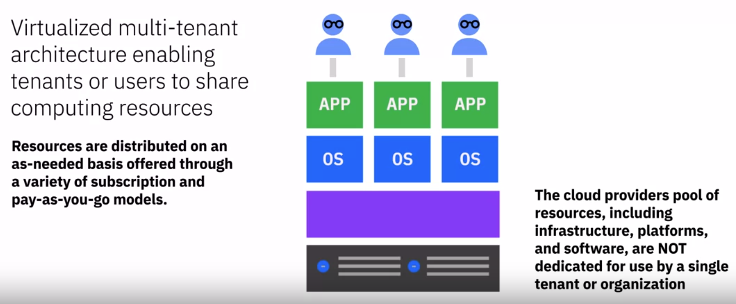 Virtualized multi-tenant
architecture enabling
tenants or users to share
computing resources
Resources are distributed on an
as-needed basis offered through
a variety of subscription and
pay-as-you-go models.
APP APP APP
OS OS OS
The cloud providers pool of
resources, including
infrastructure, platforms,
and software, are NOT
dedicated for use by a single
tenant or organization